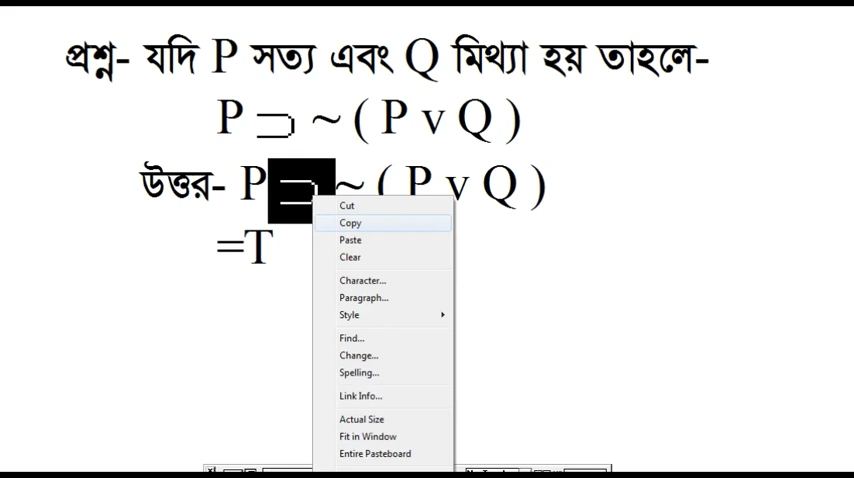 প্রশ্ন- যদি P সত্য এবং Q মিথ্যা হয় তাহলে-
P ⊃ ~ ( P v Q )
উত্তর- P ⊃ ~ ( P v Q )
=T
Cut
Copy
Paste
Clear
Character...
Paragraph...
Style
Find...
Change...
Spelling...
Link Info...
Actual Size
Fit in Window
Entire Pasteboard